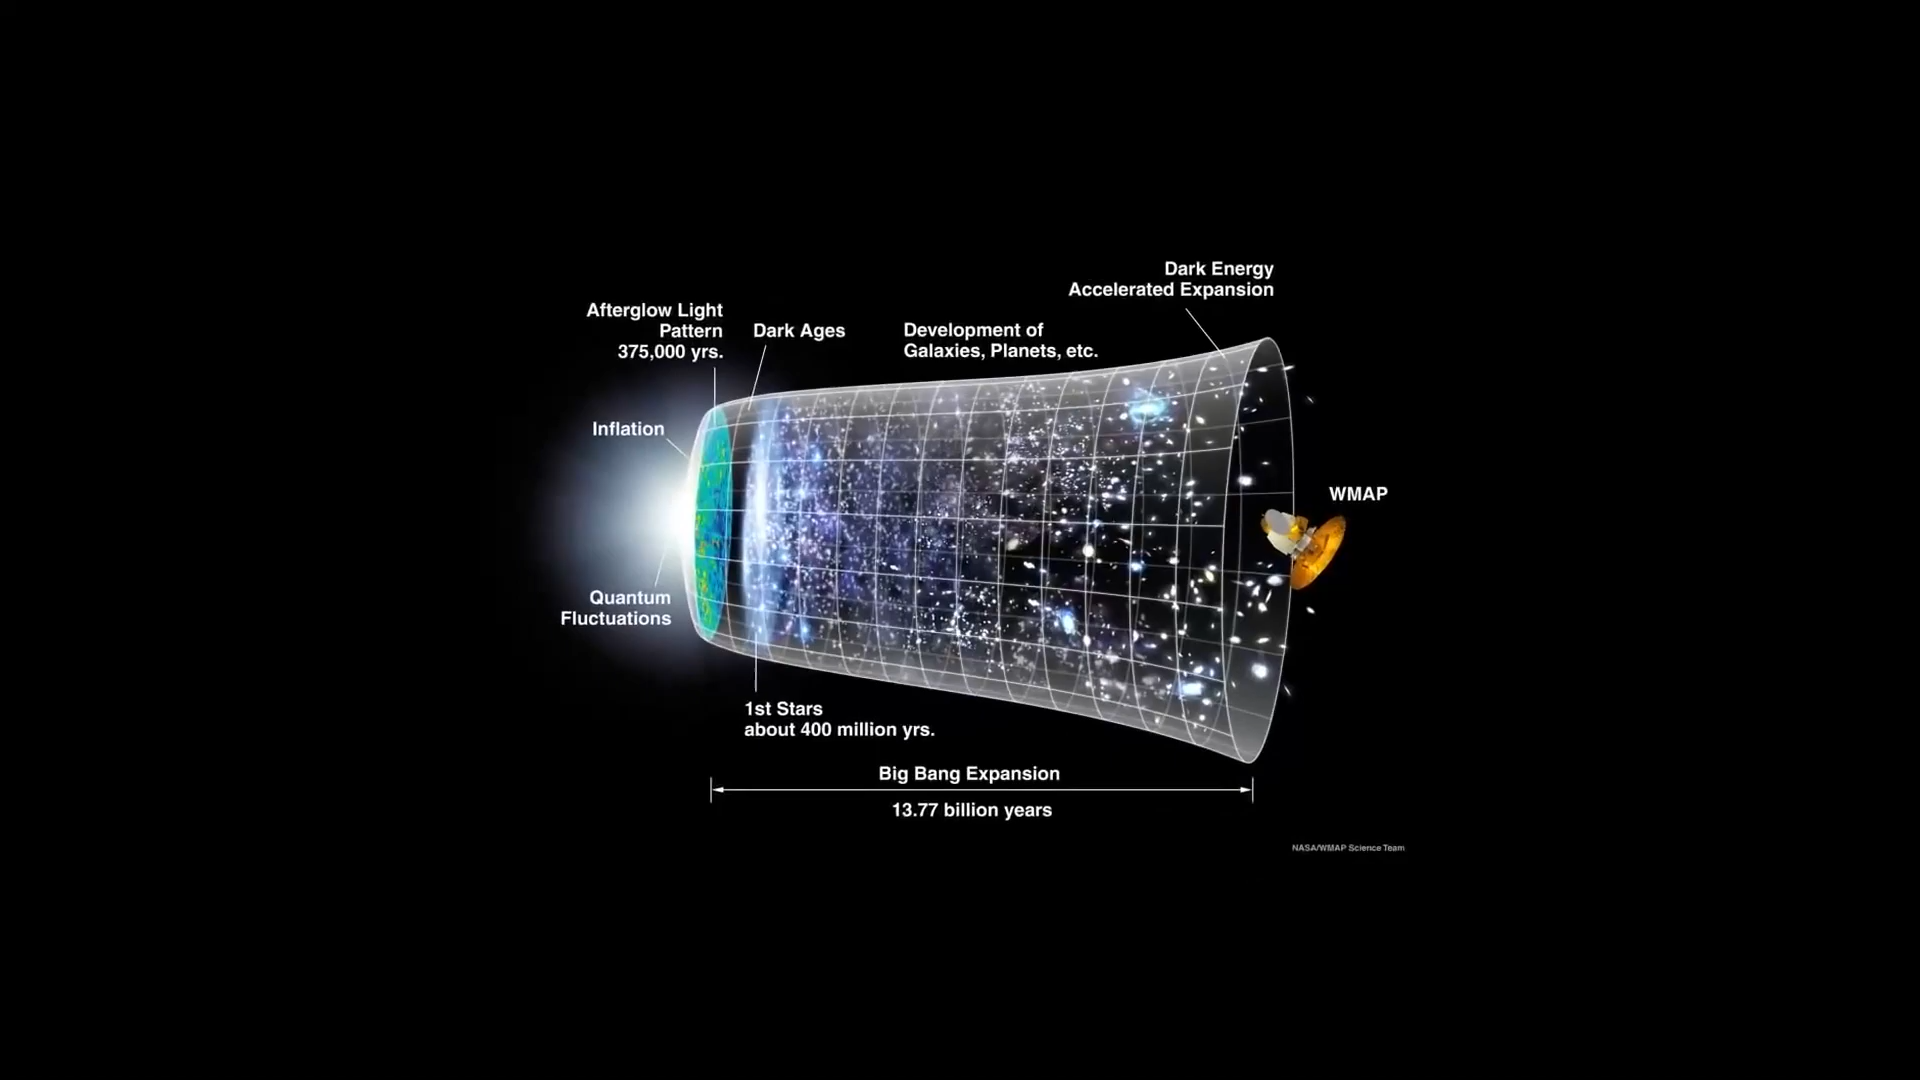 Dark Energy
Accelerated Expansion
Afterglow Light
Pattern
375,000 yrs.
Dark Ages
Development of
Galaxies, Planets, etc.
Inflation
WMAP
Quantum
Fluctuations
1st Stars
about 400 million yrs.
Big Bang Expansion
13.77 billion years
NASA/WMAP Science Team